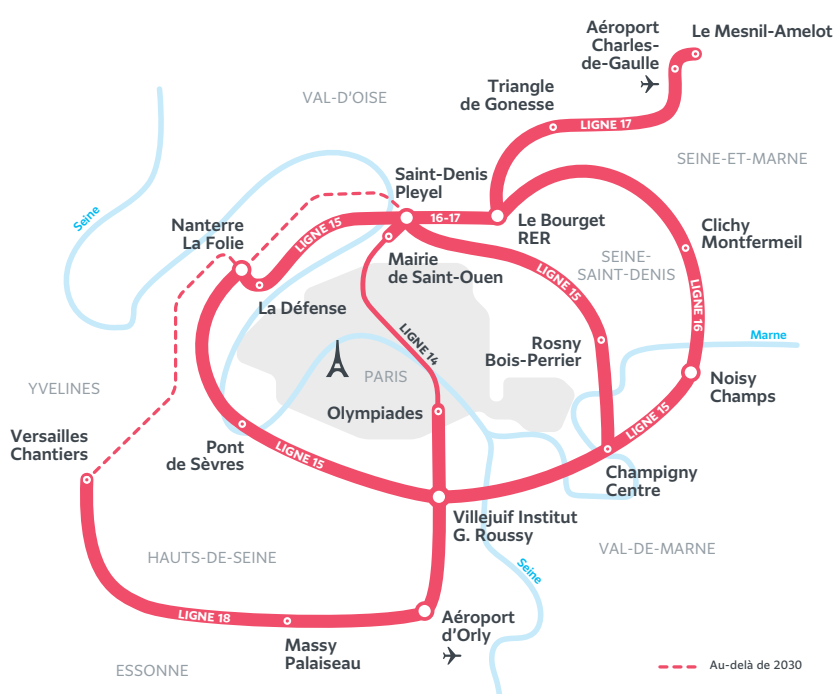 Aéroport
Charles-
de-Gaulle
Le Mesnil-Amelot
Triangle
de Gonesse
LIGNE 17
VAL-D'OISE
SEINE-ET-MARNE
Saint-Denis
Pleyel
16-17
Le Bourget
RER
Seine
Nanterre
La Folie
LIGNE 15
Mairie
de Saint-Ouen
Clichy
Montfermeil
SEINE-
SAINT-DENIS
LIGNE 15
La Défense
LIGNE 16
LIGNE 14
Marne
Rosny
Bois-Perrier
PARIS
YVELINES
Noisy
Champs
Olympiades
LIGNE 15
Versailles
Chantiers
Pont
de Sèvres
LIGNE 15
Champigny
Centre
Villejuif Institut
G. Roussy
HAUTS-DE-SEINE
VAL-DE-MARNE
Seine
LIGNE 18
Aéroport
d'Orly
Massy
Palaiseau
ESSONNE
Au-delà de 2030